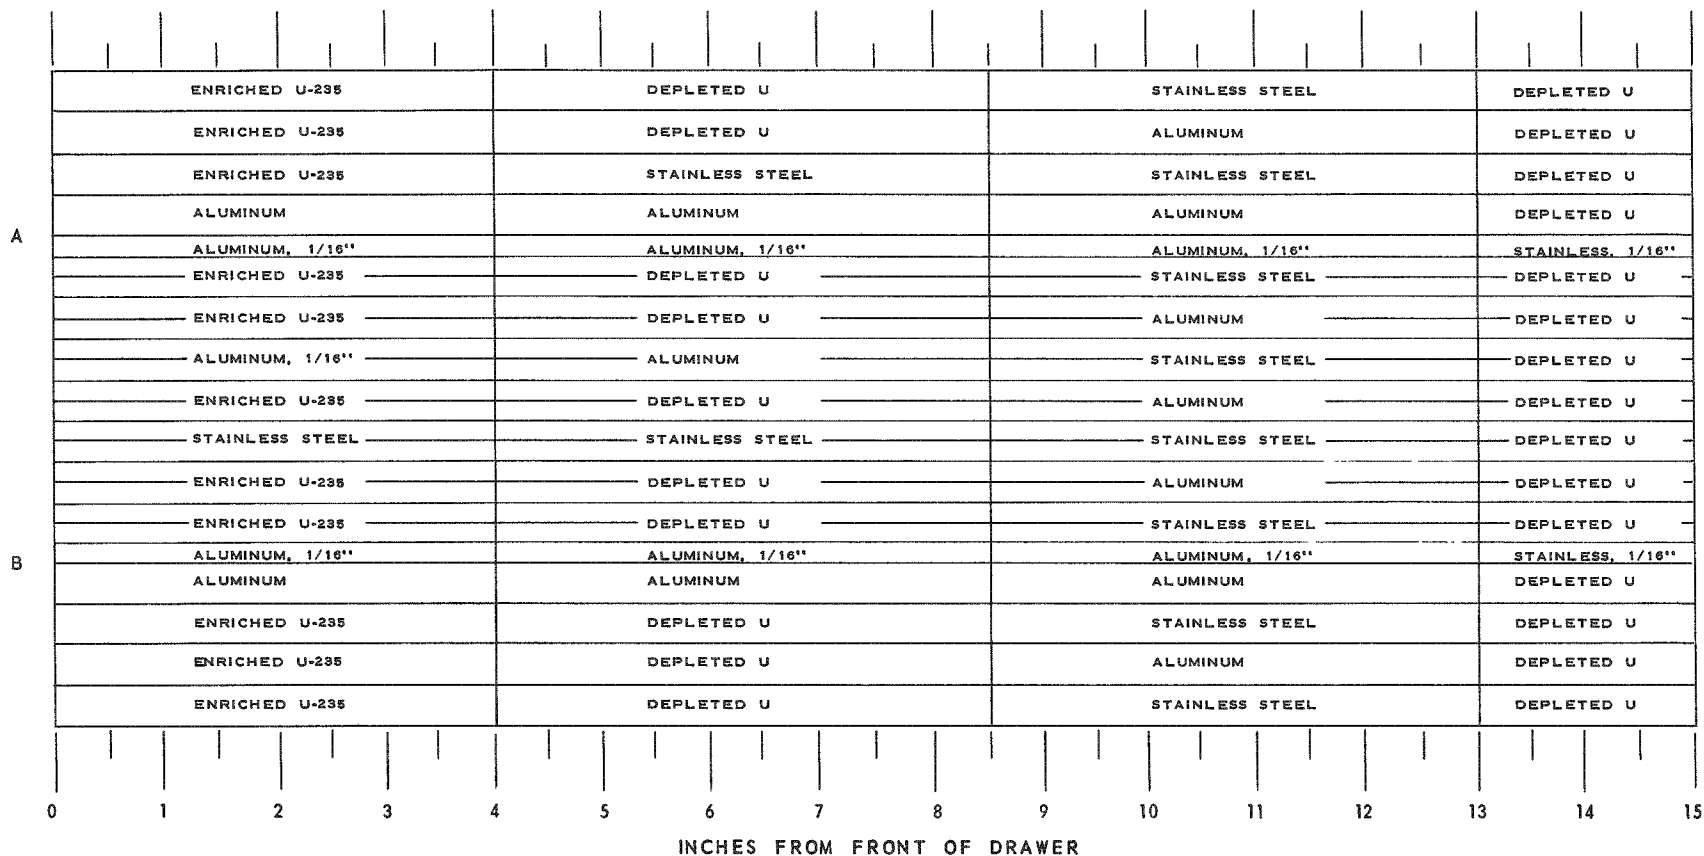 ENRICHED U-235 DEPLETED U STAINLESS STEEL DEPLETED U
ENRICHED U-235 DEPLETED U ALUMINUM DEPLETED U
ENRICHED U-235 STAINLESS STEEL STAINLESS STEEL DEPLETED U
ALUMINUM ALUMINUM ALUMINUM DEPLETED U
A
ALUMINUM, 1/16" ALUMINUM, 1/16" ALUMINUM, 1/16" STAINLESS, 1/16"
ENRICHED U-235 DEPLETED U STAINLESS STEEL DEPLETED U
ENRICHED U-235 DEPLETED U ALUMINUM DEPLETED U
ALUMINUM, 1/16" ALUMINUM STAINLESS STEEL DEPLETED U
ENRICHED U-235 DEPLETED U ALUMINUM DEPLETED U
STAINLESS STEEL STAINLESS STEEL STAINLESS STEEL DEPLETED U
ENRICHED U-235 DEPLETED U ALUMINUM DEPLETED U
ENRICHED U-235 DEPLETED U STAINLESS STEEL DEPLETED U
ALUMINUM, 1/16" ALUMINUM, 1/16" ALUMINUM, 1/16" STAINLESS, 1/16"
B
ALUMINUM ALUMINUM ALUMINUM DEPLETED U
ENRICHED U-235 DEPLETED U STAINLESS STEEL DEPLETED U
ENRICHED U-235 DEPLETED U ALUMINUM DEPLETED U
ENRICHED U-235 DEPLETED U STAINLESS STEEL DEPLETED U
0 1 2 3 4 5 6 7 8 9 10 11 12 13 14 15
INCHES FROM FRONT OF DRAWER